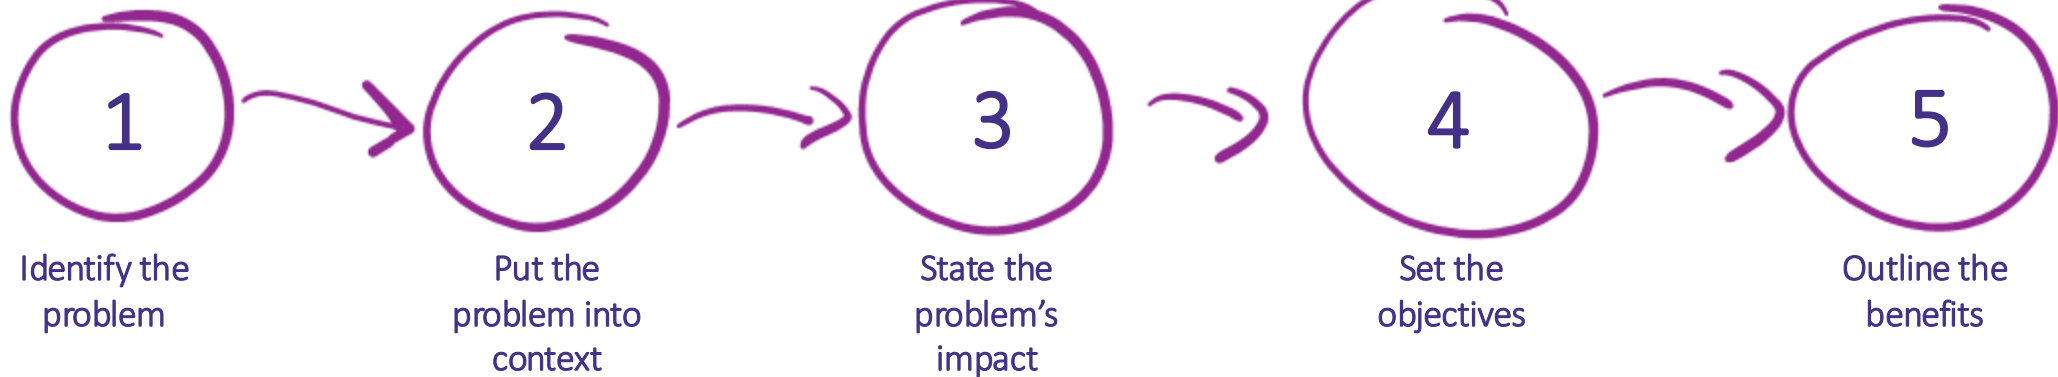 1
2
3
4
5
Identify the
problem
Put the
problem into
context
State the
problem’s
impact
Set the
objectives
Outline the
benefits